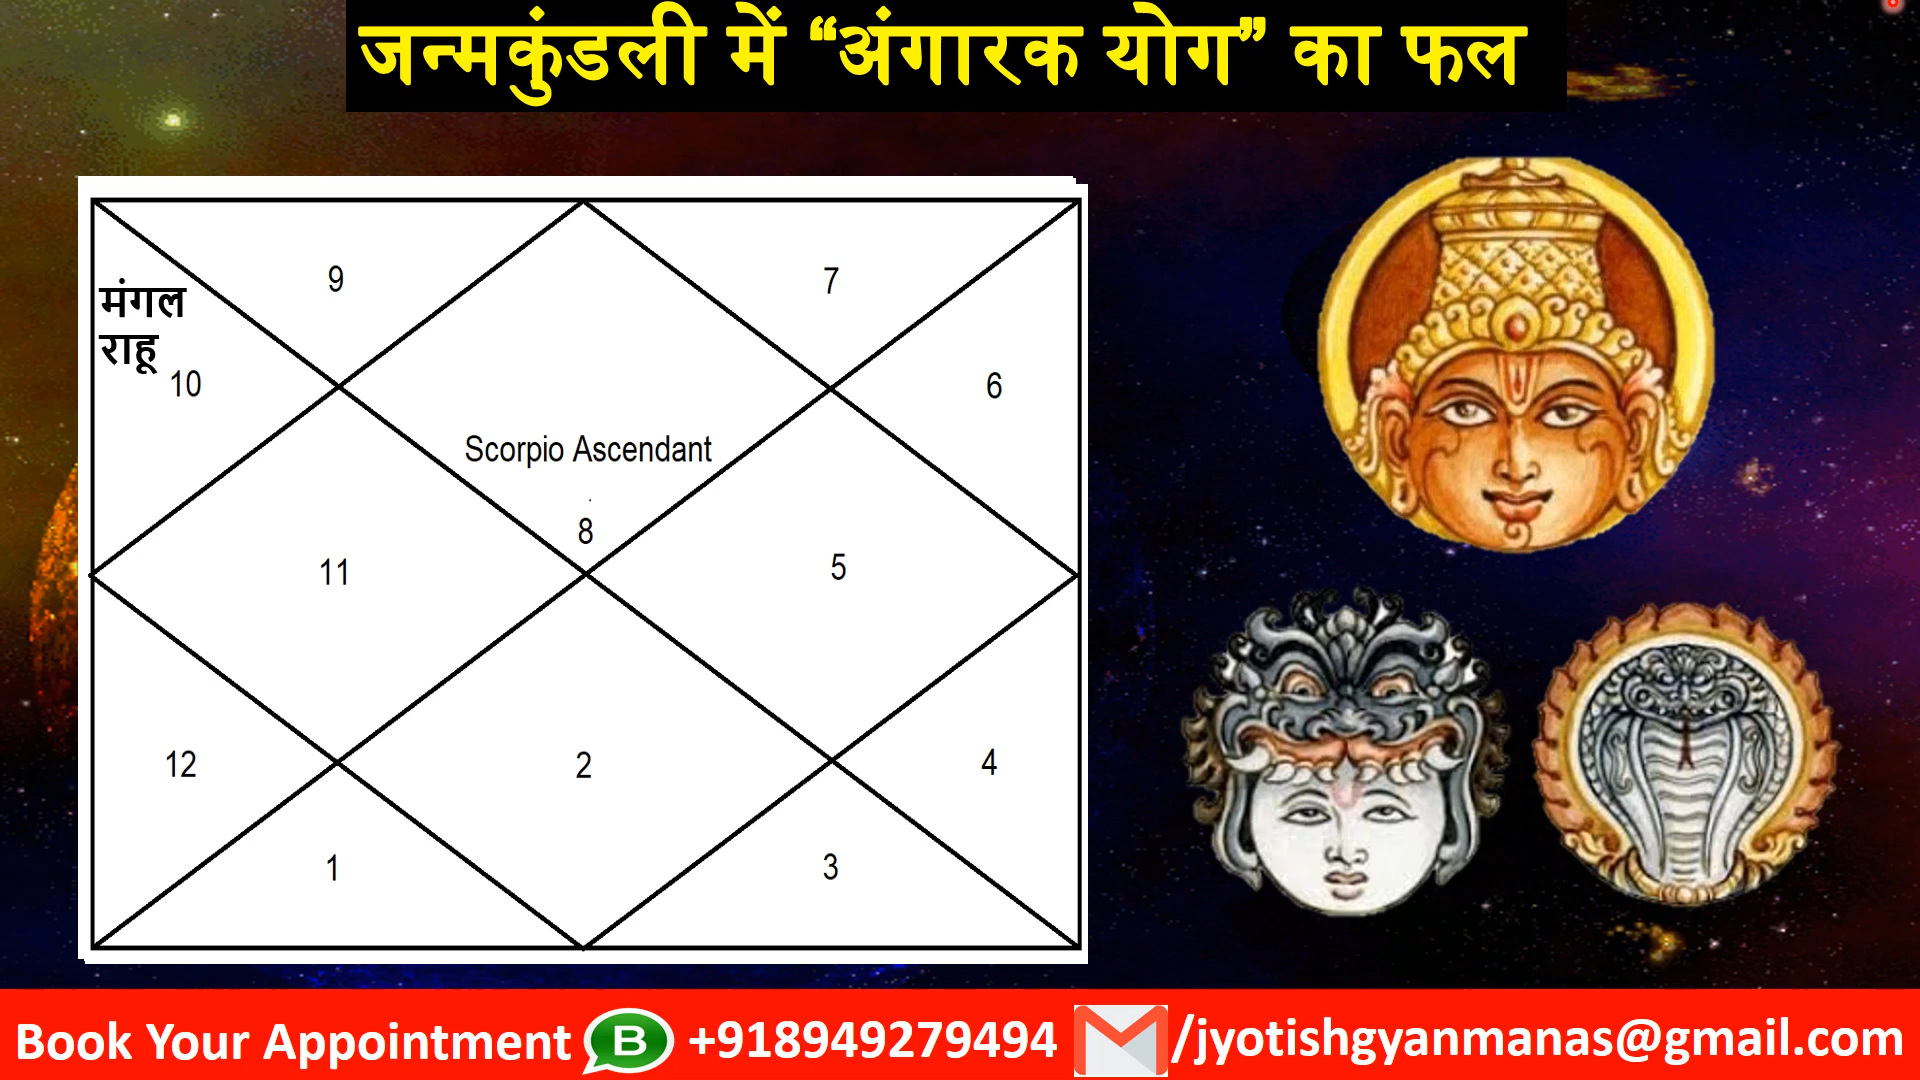 जन्मकुंडली में “अंगारक योग” का फल
9
7
मंगल
राहू
10
6
Scorpio Ascendant
8
11
5
12
2
4
1
3
Book Your Appointment B +918949279494 M /jyotishgyanmanas@gmail.com